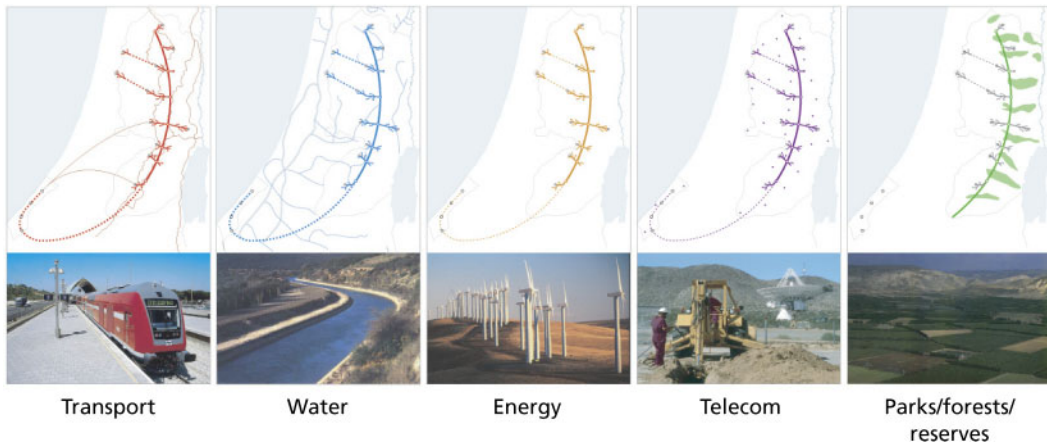 Transport
Water
Energy
Telecom
Parks/forests/
reserves